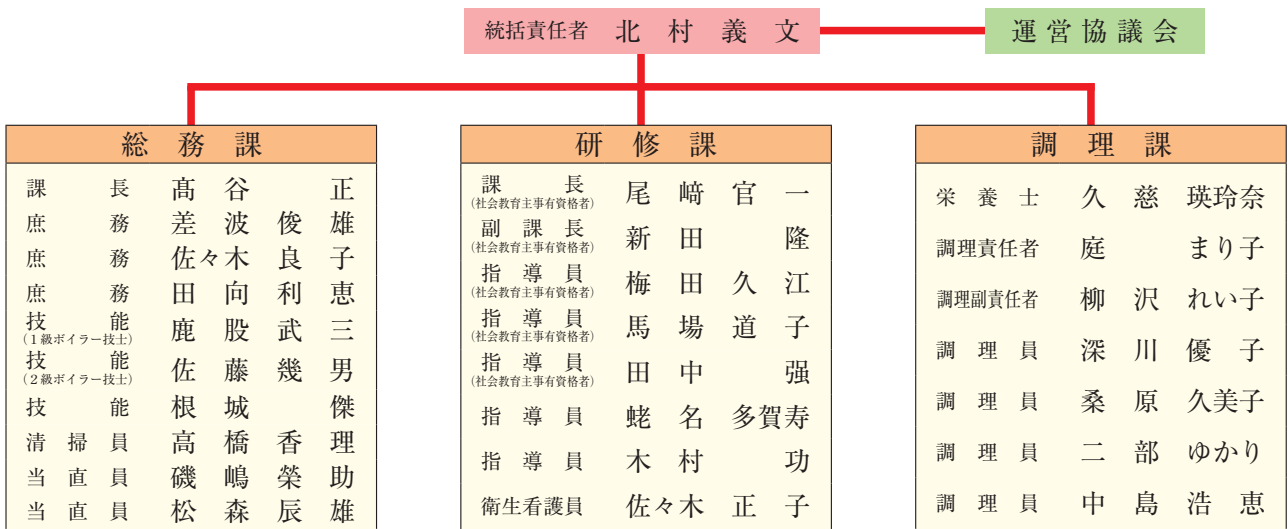 統括責任者 北村義文
運営協議会
総務課
課長 髙谷正
庶務 差波俊雄
庶務 佐々木良子
庶務 田向利恵
技能 鹿股武三
(1級ボイラー技士)
技能 佐藤幾男
(2級ボイラー技士)
技能 根城傑
清掃員 高橋香理
当直員 磯嶋榮助
当直員 松森辰雄
研修課
課長 尾﨑官一
(社会教育主事有資格者)
副課長 新田隆
(社会教育主事有資格者)
指導員 梅田久江
(社会教育主事有資格者)
指導員 馬場道子
(社会教育主事有資格者)
指導員 田中强
(社会教育主事有資格者)
指導員 蛯名多賀寿
指導員 木村功
衛生看護員 佐々木正子
調理課
栄養士 久慈瑛玲奈
調理責任者 庭まり子
調理副責任者 柳沢れい子
調理員 深川優子
調理員 桑原久美子
調理員 二部ゆかり
調理員 中島浩恵